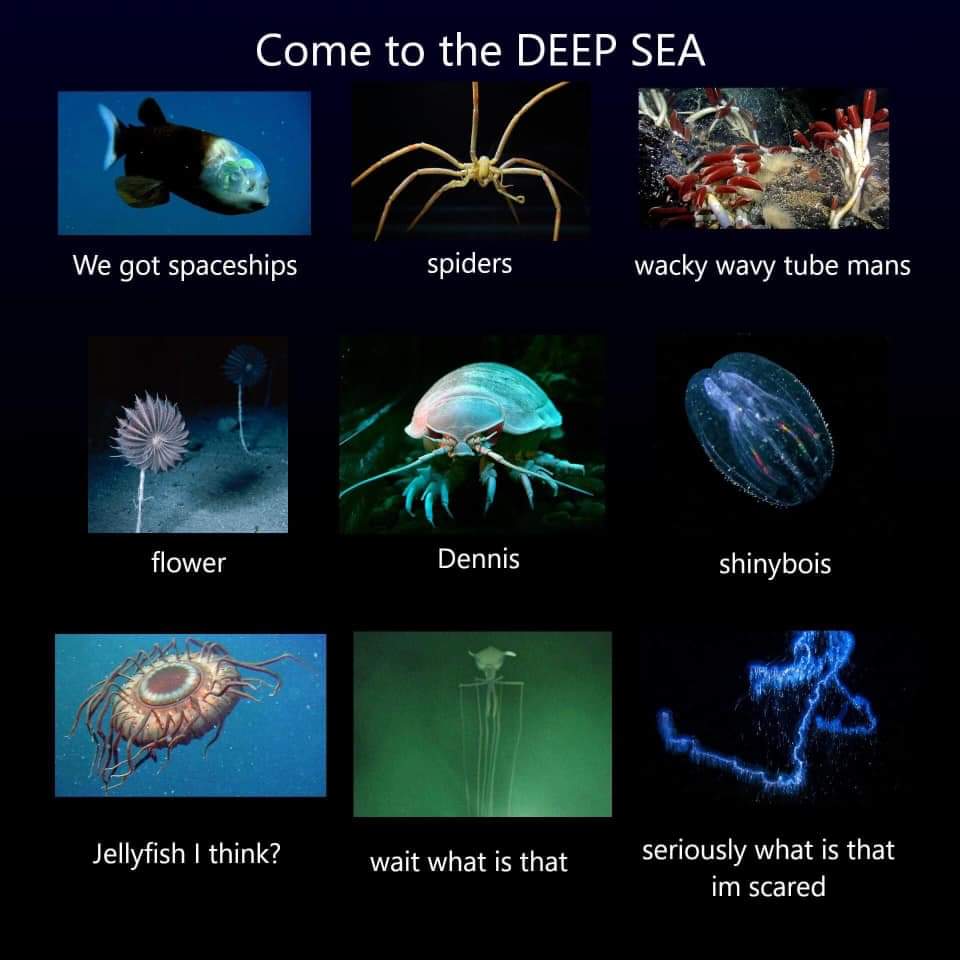 Come to the DEEP SEA
We got spaceships
spiders
wacky wavy tube mans
flower
Dennis
shinybois
Jellyfish I think?
wait what is that
seriously what is that
im scared